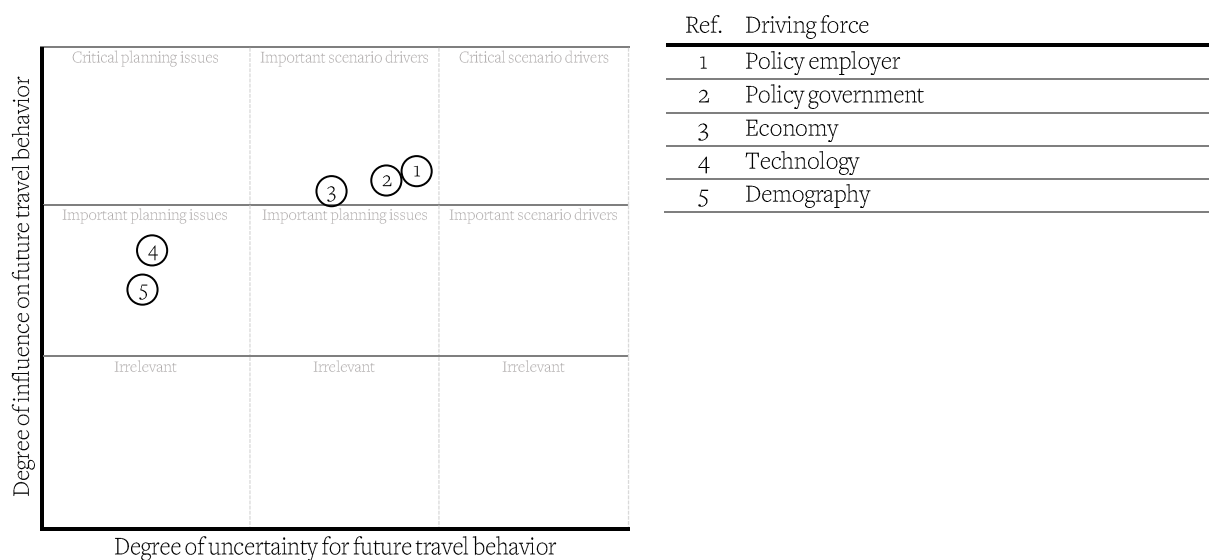 Degree of influence on future travel behavior
Critical planning issues Important scenario drivers Critical scenario drivers
1
2
3
Important planning issues Important planning issues Important scenario drivers
4
5
Irrelevant Irrelevant Irrelevant
Degree of uncertainty for future travel behavior
Ref. Driving force
1 Policy employer
2 Policy government
3 Economy
4 Technology
5 Demography